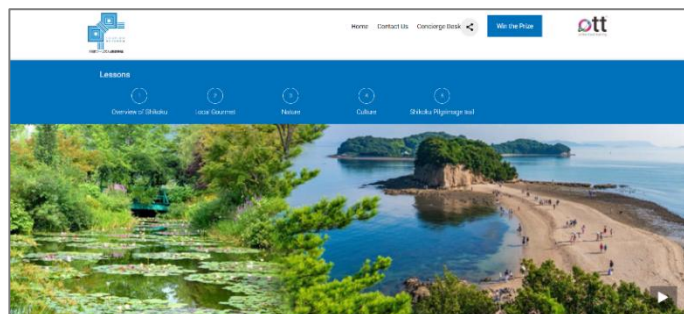 Home Contact Us Concierge Desk Win the Prize ott
Lessons
1 2 3 4 5
Overview of Shikoku Local Gourmet Nature Culture Shikoku Pilgrimage trail